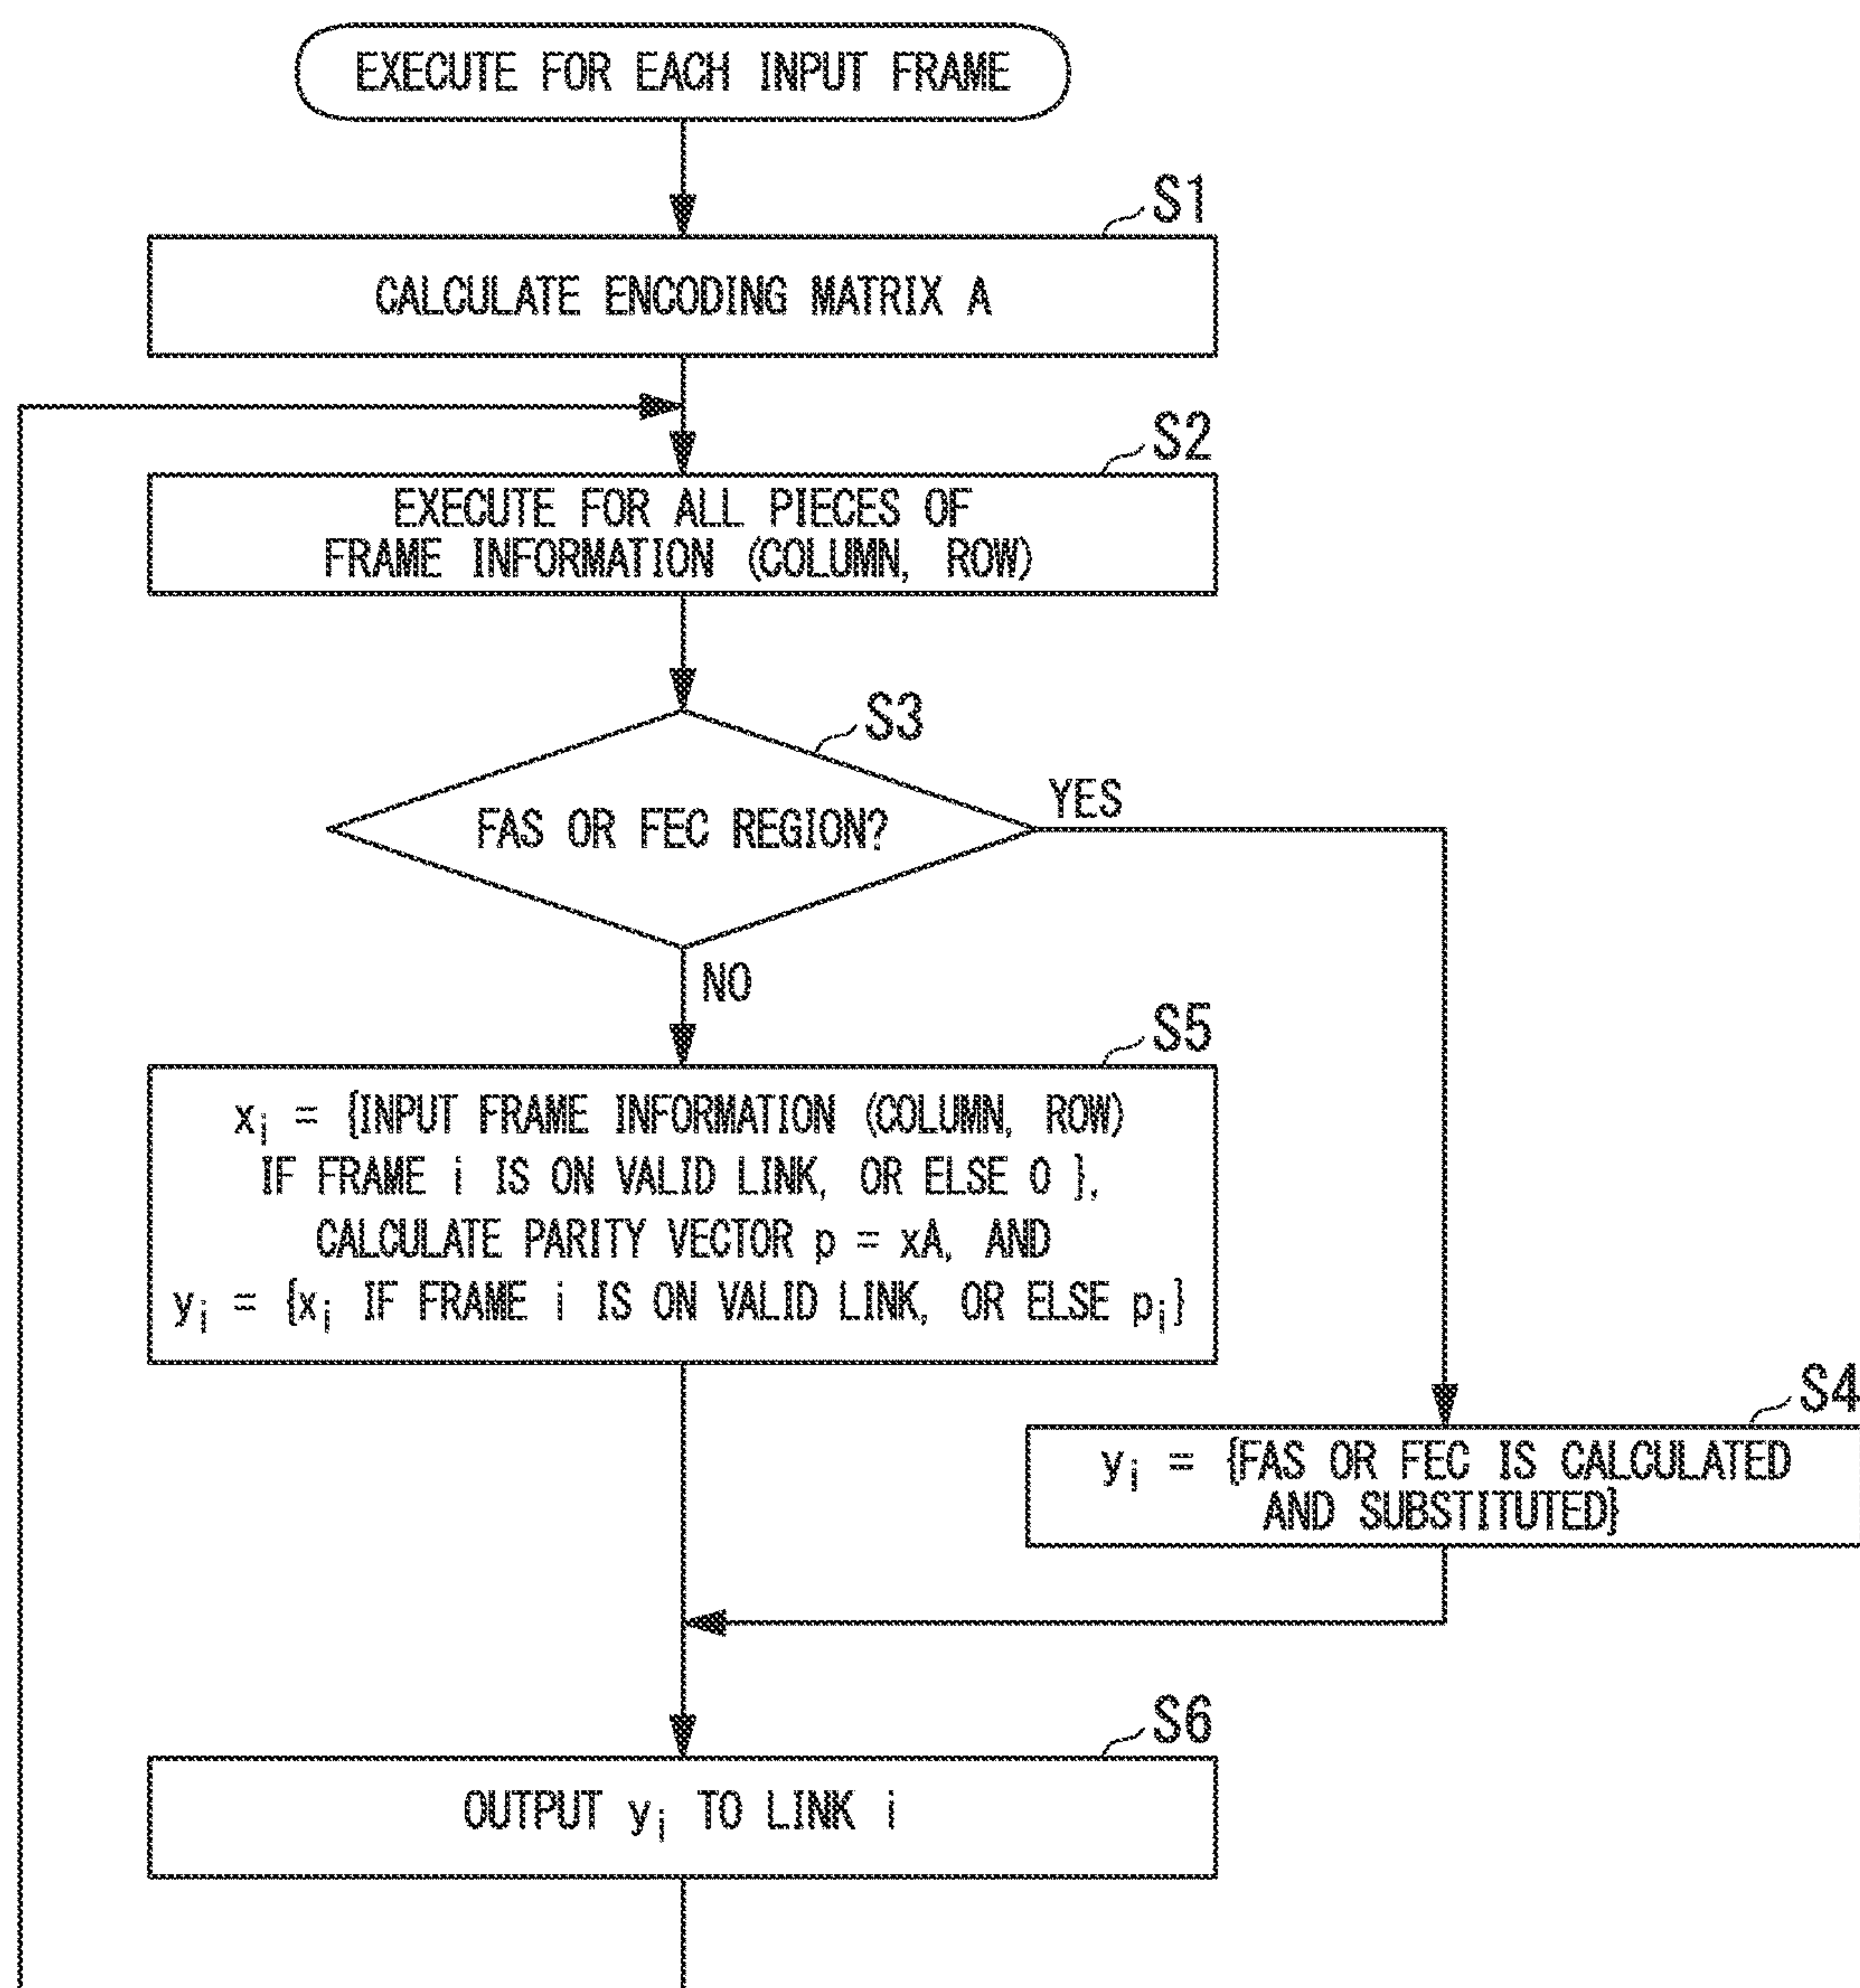 EXECUTE FOR EACH INPUT FRAME
S1
CALCULATE ENCODING MATRIX A
S2
EXECUTE FOR ALL PIECES OF
FRAME INFORMATION (COLUMN, ROW)
S3
FAS OR FEC REGION?
YES
NO
S5
xi = {INPUT FRAME INFORMATION (COLUMN, ROW)
IF FRAME i IS ON VALID LINK, OR ELSE 0 },
CALCULATE PARITY VECTOR p = xA, AND
yi = {xi IF FRAME i IS ON VALID LINK, OR ELSE pi}
S4
yi = {FAS OR FEC IS CALCULATED
AND SUBSTITUTED}
S6
OUTPUT yi TO LINK i